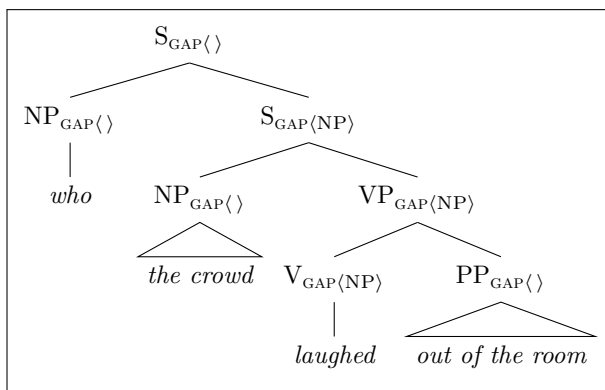 S_GAP⟨ ⟩
NP_GAP⟨ ⟩ S_GAP⟨NP⟩
who NP_GAP⟨ ⟩ VP_GAP⟨NP⟩
the crowd V_GAP⟨NP⟩ PP_GAP⟨ ⟩
laughed out of the room